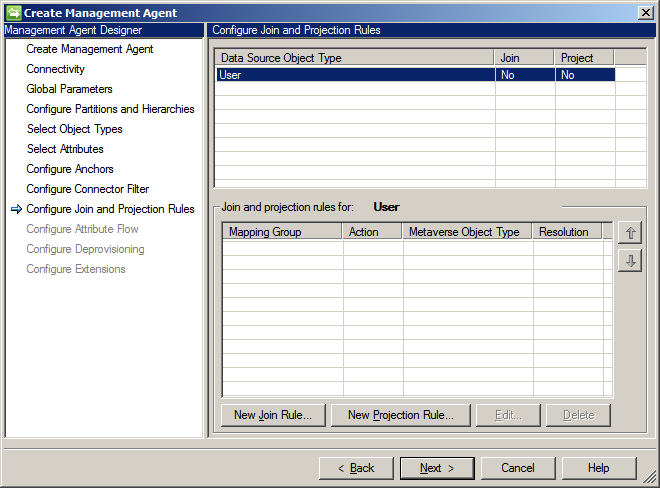 Create Management Agent
Management Agent Designer
Create Management Agent
Connectivity
Global Parameters
Configure Partitions and Hierarchies
Select Object Types
Select Attributes
Configure Anchors
Configure Connector Filter
Configure Join and Projection Rules
Configure Attribute Flow
Configure Deprovisioning
Configure Extensions
Configure Join and Projection Rules
Data Source Object Type Join Project
User No No
Join and projection rules for: User
Mapping Group Action Metaverse Object Type Resolution
New Join Rule... New Projection Rule... Edit... Delete
< Back Next > Cancel Help